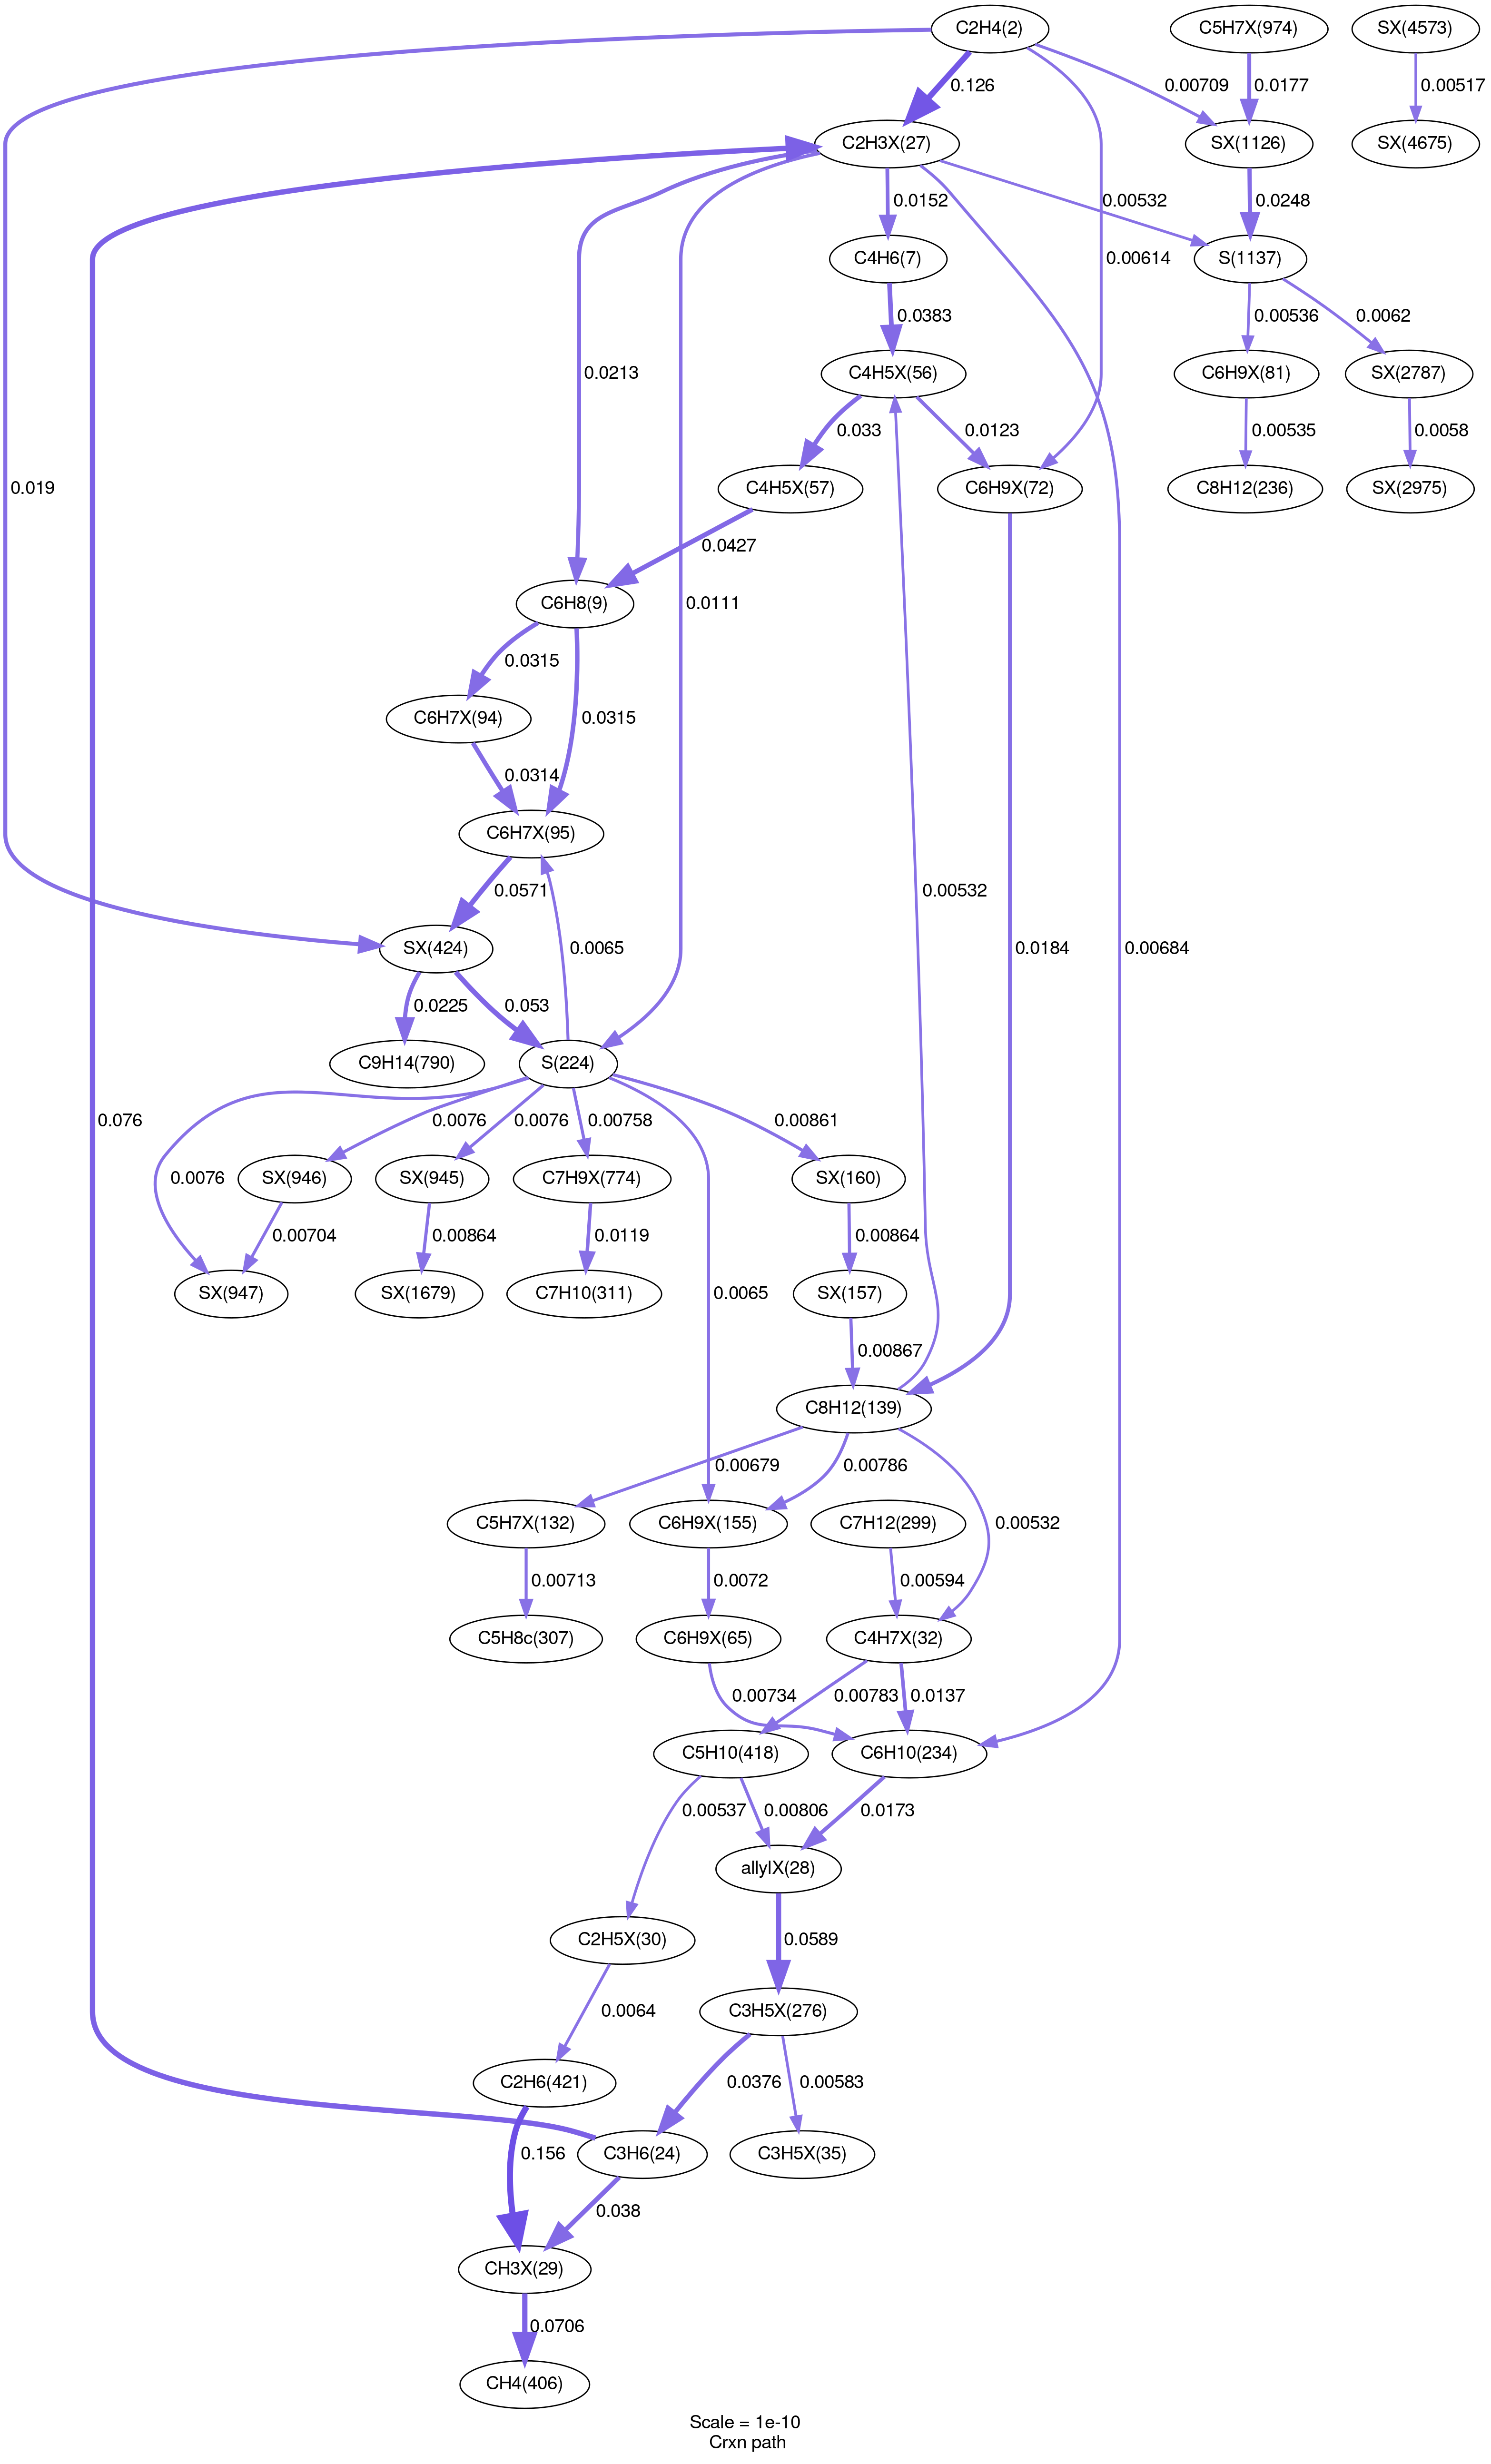 C2H4(2)
C5H7X(974)
SX(4573)
0.126
0.00709
0.0177
0.00517
C2H3X(27)
SX(1126)
SX(4675)
0.0152
0.00532
0.0248
C4H6(7)
0.00614
S(1137)
0.0383
0.00536
0.0062
0.0213
C4H5X(56)
C6H9X(81)
SX(2787)
0.033
0.0123
0.00535
0.0058
0.019
C4H5X(57)
C6H9X(72)
C8H12(236)
SX(2975)
0.0427
C6H8(9)
0.0111
0.0315
0.0315
C6H7X(94)
0.0314
C6H7X(95)
0.0571
0.00532
SX(424)
0.0065
0.0184
0.00684
0.0225
0.053
C9H14(790)
S(224)
0.076
0.0076
0.0076
0.00758
0.00861
0.0076
SX(946)
SX(945)
C7H9X(774)
SX(160)
0.00704
0.00864
0.0119
0.00864
SX(947)
SX(1679)
C7H10(311)
0.0065
SX(157)
0.00867
C8H12(139)
0.00679
0.00786
C5H7X(132)
C6H9X(155)
C7H12(299)
0.00532
0.00713
0.0072
0.00594
C5H8c(307)
C6H9X(65)
C4H7X(32)
0.00734
0.00783
0.0137
C5H10(418)
C6H10(234)
0.00537
0.00806
0.0173
allylX(28)
C2H5X(30)
0.0589
0.0064
C3H5X(276)
C2H6(421)
0.0376
0.00583
0.156
C3H6(24)
C3H5X(35)
0.038
CH3X(29)
0.0706
CH4(406)
Scale = 1e-10
Crxn path